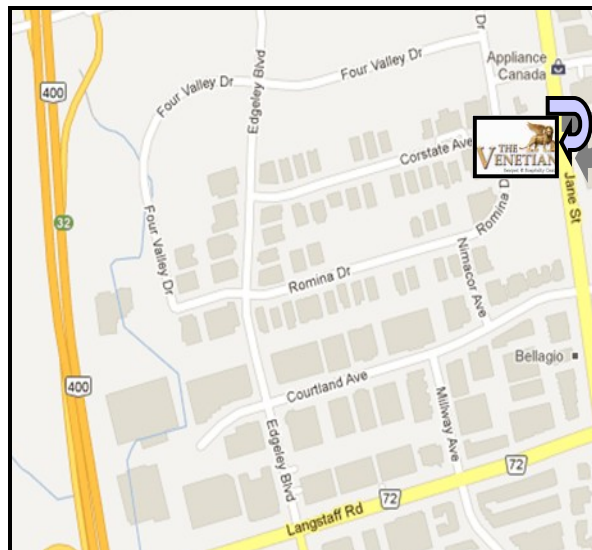 Dr
Four Valley Dr
Appliance
Canada
400
Four Valley Dr
Edgeley Blvd
Corstate Ave
THE
VENETIAN
Jane St
Romina D
32
Four Valley Dr
Romina Dr
Nimacor Ave
Bellagio
400
Courtland Ave
Millway Ave
Edgeley Blvd
72
72
Langstaff Rd